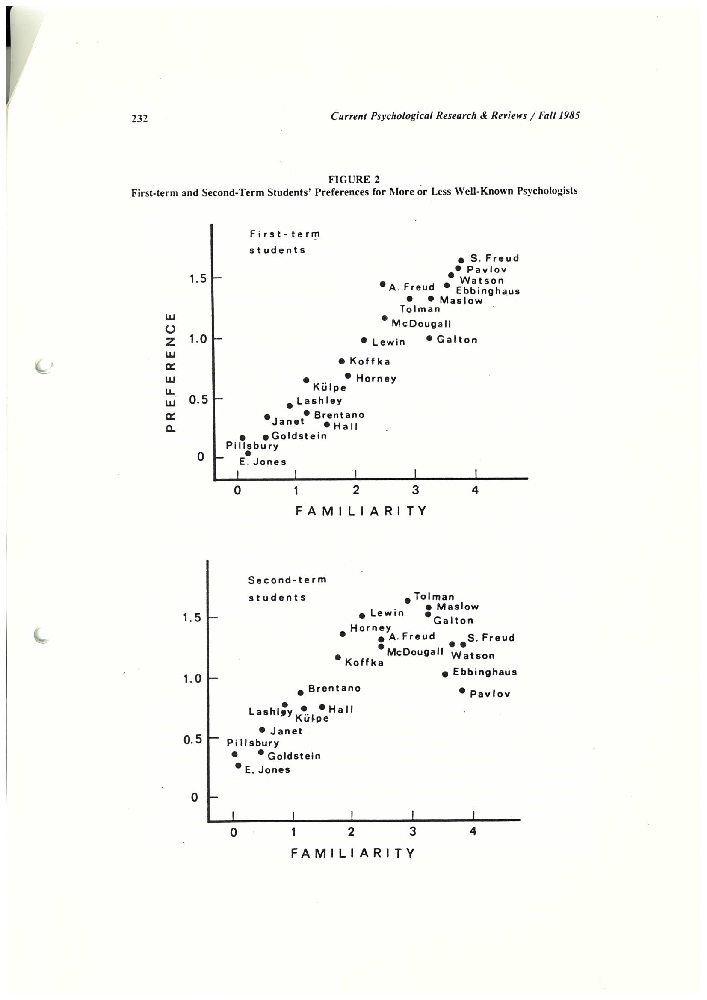 232
Current Psychological Research & Reviews / Fall 1985
FIGURE 2
First-term and Second-Term Students' Preferences for More or Less Well-Known Psychologists
First-term
students
S. Freud
Pavlov
1.5
Watson
A. Freud
Ebbinghaus
Maslow
Tolman
McDougall
PREFERENCE
1.0
Lewin
Galton
Koffka
Horney
Külpe
0.5
Lashley
Brentano
Janet
Hall
Goldstein
Pillsbury
0
E. Jones
0 1 2 3 4
FAMILIARITY
Second-term
students
Tolman
Maslow
Lewin
1.5
Galton
Horney
A. Freud
S. Freud
McDougall
Watson
Koffka
Ebbinghaus
1.0
Brentano
Pavlov
Lashley
Hall
Külpe
Janet
0.5
Pillsbury
Goldstein
E. Jones
0
0 1 2 3 4
FAMILIARITY